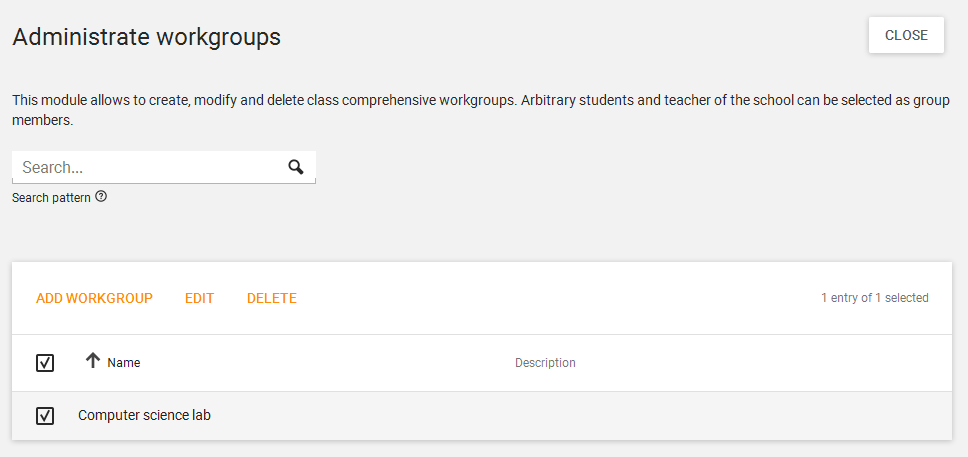 Administrate workgroups
CLOSE
This module allows to create, modify and delete class comprehensive workgroups. Arbitrary students and teacher of the school can be selected as group
members.
Search...
Search pattern
ADD WORKGROUP EDIT DELETE 1 entry of 1 selected
Name Description
Computer science lab